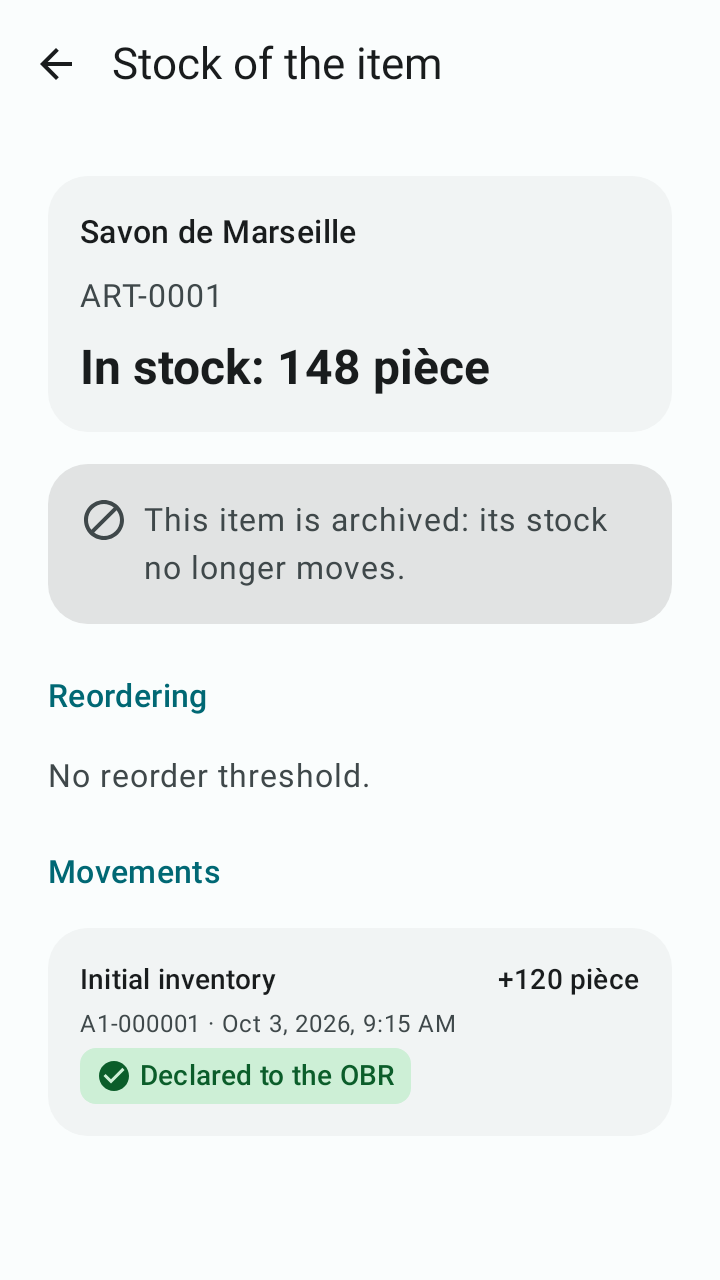 Stock of the item
Savon de Marseille
ART-0001
In stock: 148 pièce
This item is archived: its stock
no longer moves.
Reordering
No reorder threshold.
Movements
Initial inventory +120 pièce
A1-000001 · Oct 3, 2026, 9:15 AM
Declared to the OBR